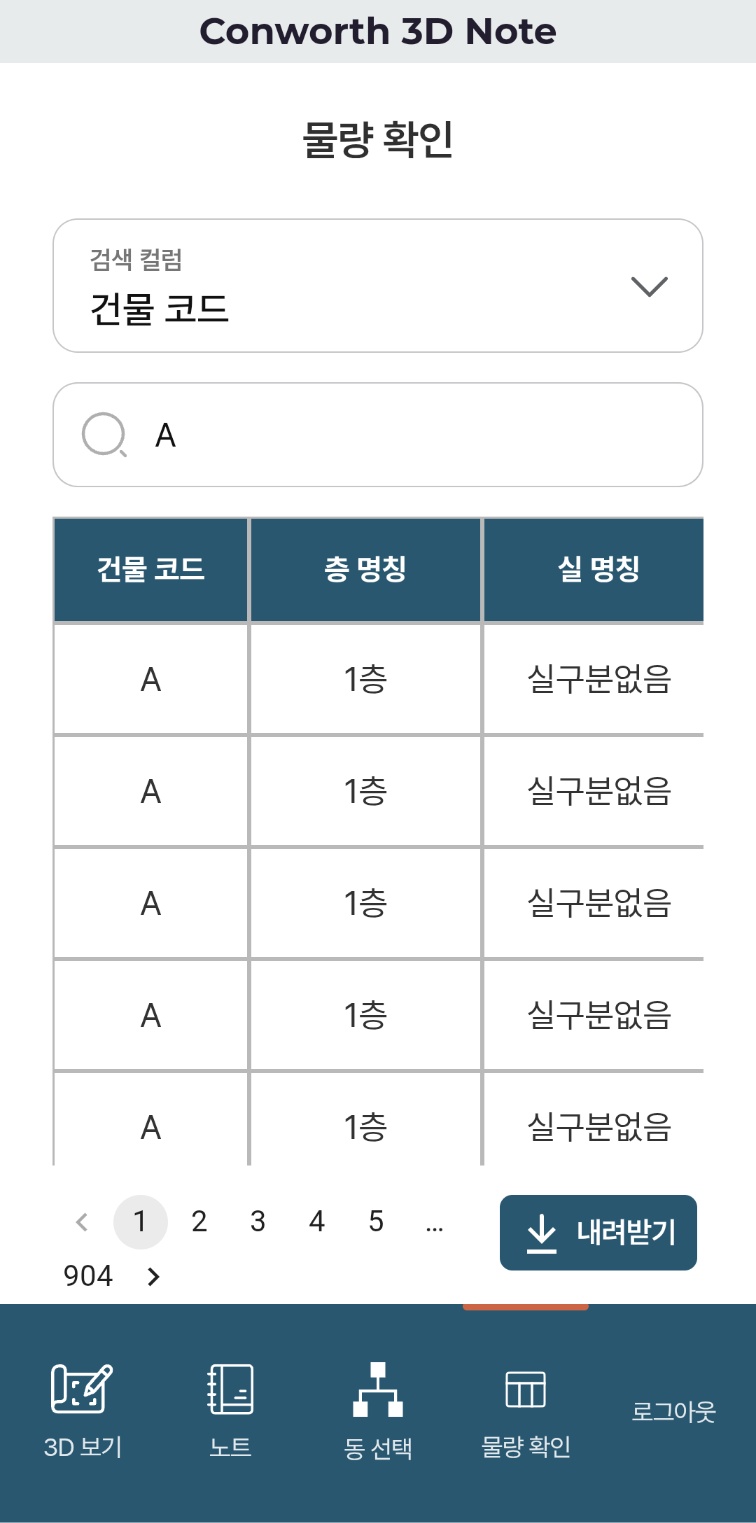 Conworth 3D Note
물량 확인
검색 컬럼
건물 코드
A
건물 코드 층 명칭 실 명칭
A 1층 실구분없음
A 1층 실구분없음
A 1층 실구분없음
A 1층 실구분없음
A 1층 실구분없음
1 2 3 4 5 ...
904
내려받기
3D 보기 노트 동 선택 물량 확인 로그아웃